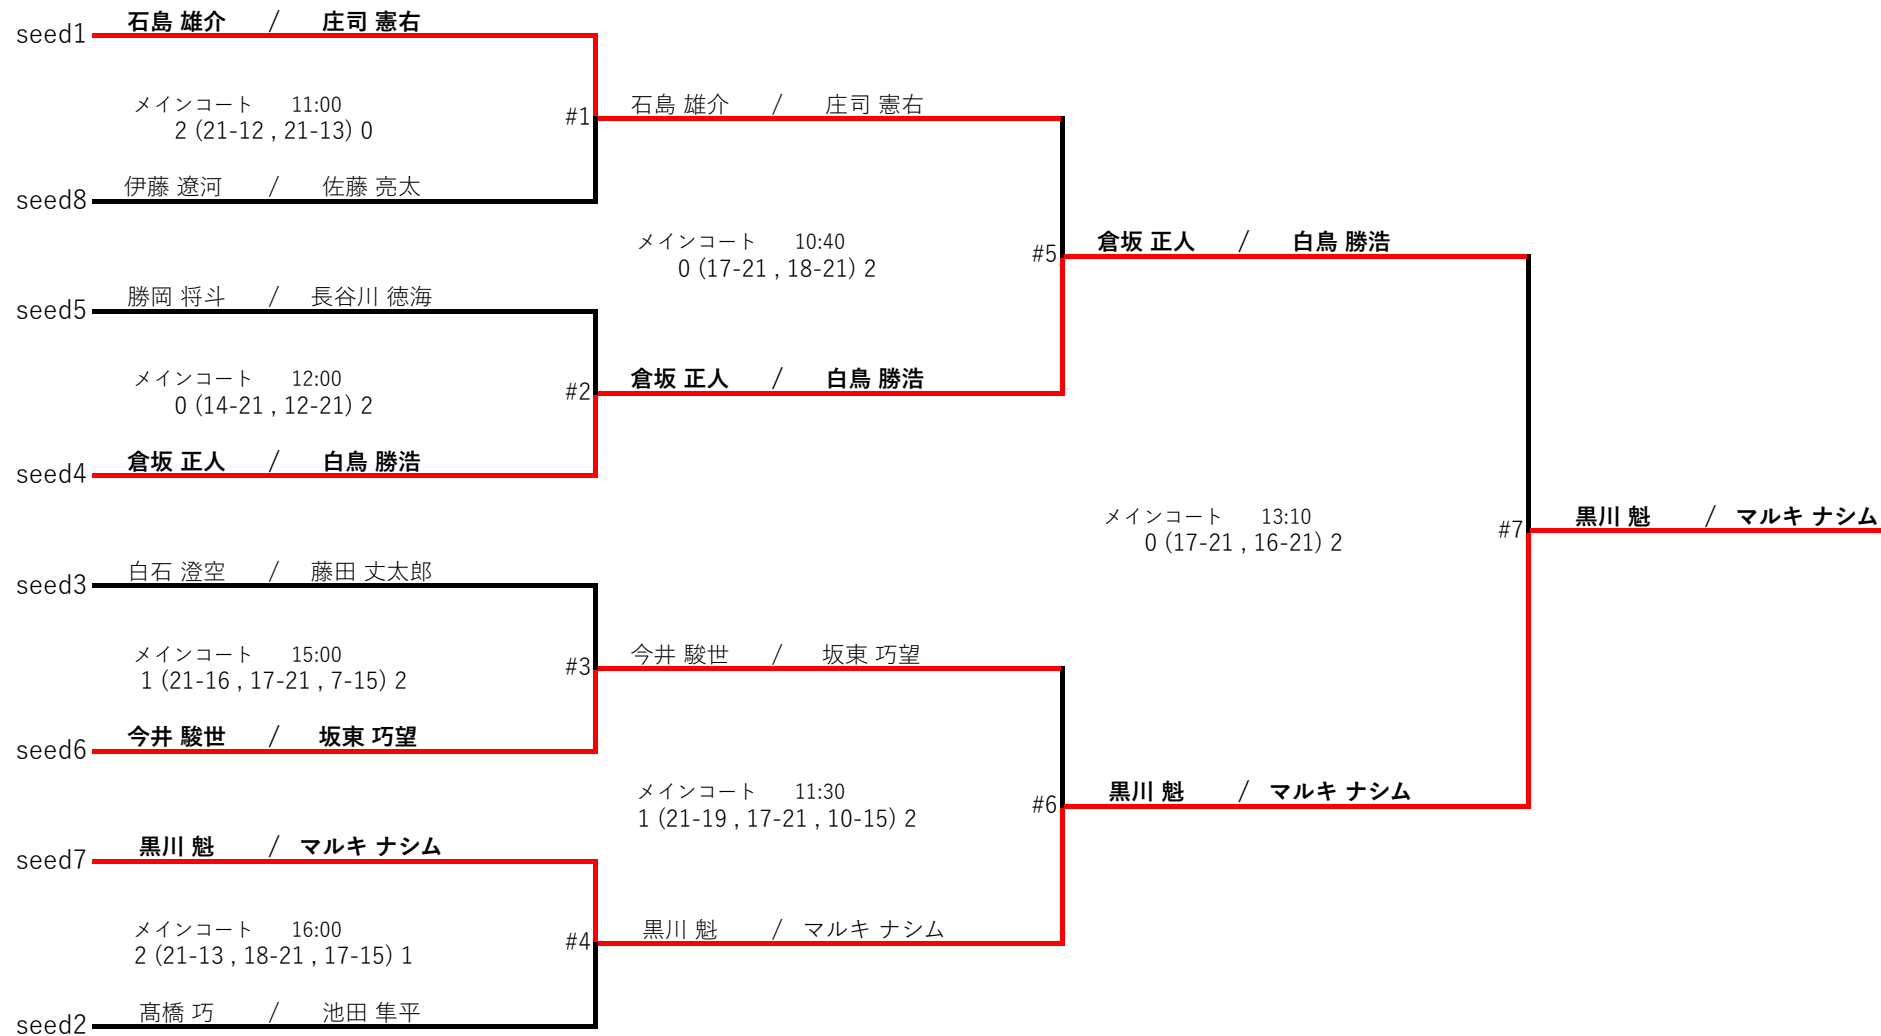 seed1 石島 雄介 / 庄司 憲右
メインコート 11:00
2 (21-12 , 21-13) 0
#1
seed8 伊藤 遼河 / 佐藤 亮太
石島 雄介 / 庄司 憲右
メインコート 10:40
0 (17-21 , 18-21) 2
#5
seed5 勝岡 将斗 / 長谷川 徳海
メインコート 12:00
0 (14-21 , 12-21) 2
#2
seed4 倉坂 正人 / 白鳥 勝浩
倉坂 正人 / 白鳥 勝浩
倉坂 正人 / 白鳥 勝浩
メインコート 13:10
0 (17-21 , 16-21) 2
#7
黒川 魁 / マルキ ナシム
seed3 白石 澄空 / 藤田 丈太郎
メインコート 15:00
1 (21-16 , 17-21 , 7-15) 2
#3
seed6 今井 駿世 / 坂東 巧望
今井 駿世 / 坂東 巧望
メインコート 11:30
1 (21-19 , 17-21 , 10-15) 2
#6
黒川 魁 / マルキ ナシム
seed7 黒川 魁 / マルキ ナシム
メインコート 16:00
2 (21-13 , 18-21 , 17-15) 1
#4
黒川 魁 / マルキ ナシム
seed2 髙橋 巧 / 池田 隼平